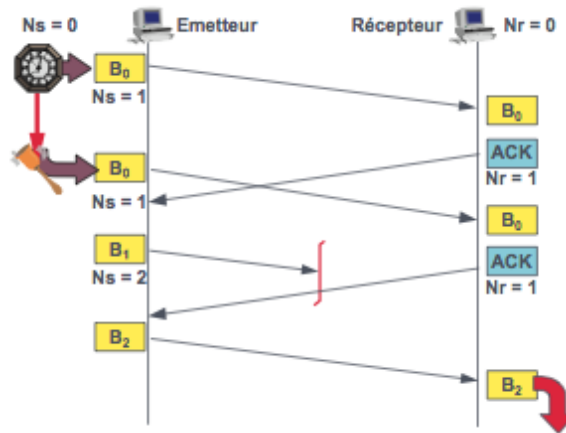 Ns = 0 Emetteur Récepteur Nr = 0
B₀
Ns = 1
B₀
ACK
B₀
Nr = 1
Ns = 1
B₀
B₁
ACK
Ns = 2
Nr = 1
B₂
B₂